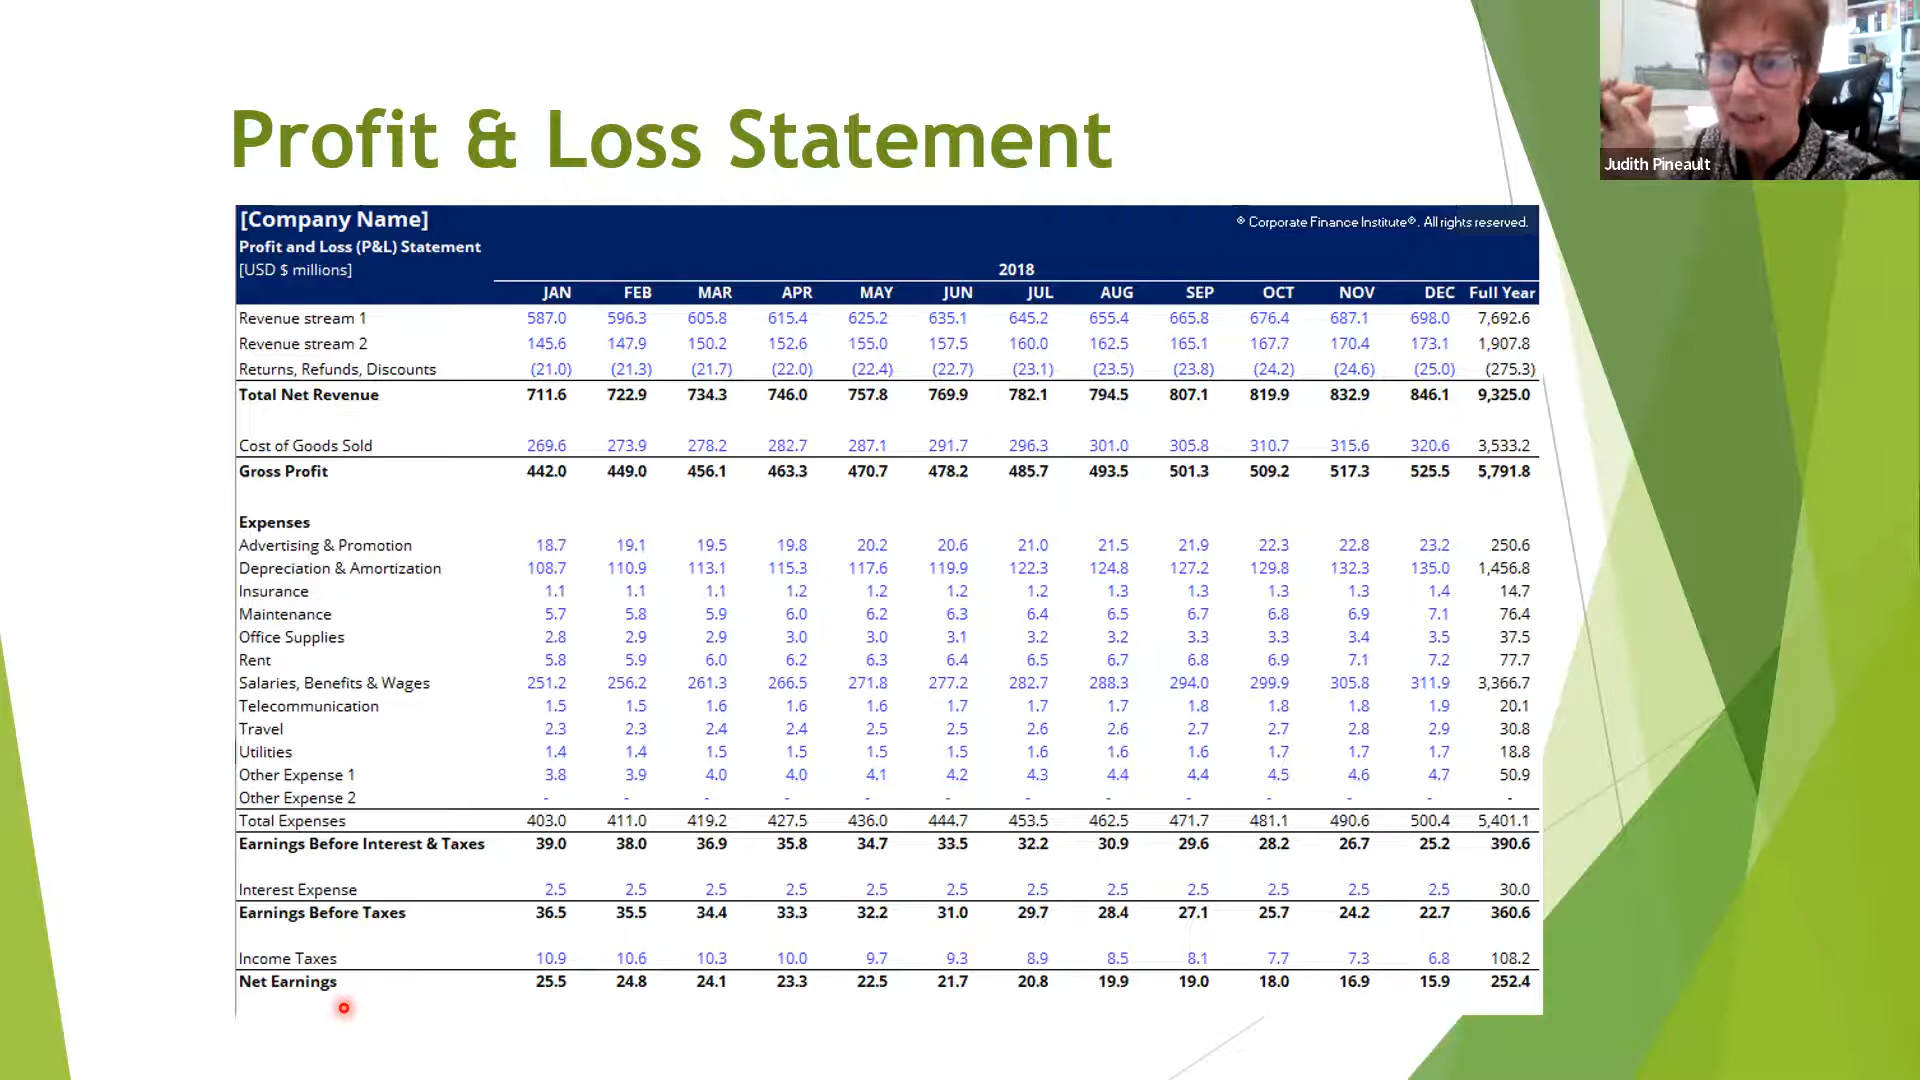 Profit & Loss Statement
Judith Pineault
[Company Name] ® Corporate Finance Institute®. All rights reserved.
Profit and Loss (P&L) Statement
[USD $ millions] 2018
JAN FEB MAR APR MAY JUN JUL AUG SEP OCT NOV DEC Full Year
Revenue stream 1 587.0 596.3 605.8 615.4 625.2 635.1 645.2 655.4 665.8 676.4 687.1 698.0 7,692.6
Revenue stream 2 145.6 147.9 150.2 152.6 155.0 157.5 160.0 162.5 165.1 167.7 170.4 173.1 1,907.8
Returns, Refunds, Discounts (21.0) (21.3) (21.7) (22.0) (22.4) (22.7) (23.1) (23.5) (23.8) (24.2) (24.6) (25.0) (275.3)
Total Net Revenue 711.6 722.9 734.3 746.0 757.8 769.9 782.1 794.5 807.1 819.9 832.9 846.1 9,325.0
Cost of Goods Sold 269.6 273.9 278.2 282.7 287.1 291.7 296.3 301.0 305.8 310.7 315.6 320.6 3,533.2
Gross Profit 442.0 449.0 456.1 463.3 470.7 478.2 485.7 493.5 501.3 509.2 517.3 525.5 5,791.8
Expenses
Advertising & Promotion 18.7 19.1 19.5 19.8 20.2 20.6 21.0 21.5 21.9 22.3 22.8 23.2 250.6
Depreciation & Amortization 108.7 110.9 113.1 115.3 117.6 119.9 122.3 124.8 127.2 129.8 132.3 135.0 1,456.8
Insurance 1.1 1.1 1.1 1.2 1.2 1.2 1.2 1.3 1.3 1.3 1.3 1.4 14.7
Maintenance 5.7 5.8 5.9 6.0 6.2 6.3 6.4 6.5 6.7 6.8 6.9 7.1 76.4
Office Supplies 2.8 2.9 2.9 3.0 3.0 3.1 3.2 3.2 3.3 3.3 3.4 3.5 37.5
Rent 5.8 5.9 6.0 6.2 6.3 6.4 6.5 6.7 6.8 6.9 7.1 7.2 77.7
Salaries, Benefits & Wages 251.2 256.2 261.3 266.5 271.8 277.2 282.7 288.3 294.0 299.9 305.8 311.9 3,366.7
Telecommunication 1.5 1.5 1.6 1.6 1.6 1.7 1.7 1.7 1.8 1.8 1.8 1.9 20.1
Travel 2.3 2.3 2.4 2.4 2.5 2.5 2.6 2.6 2.7 2.7 2.8 2.9 30.8
Utilities 1.4 1.4 1.5 1.5 1.5 1.5 1.6 1.6 1.6 1.7 1.7 1.7 18.8
Other Expense 1 3.8 3.9 4.0 4.0 4.1 4.2 4.3 4.4 4.4 4.5 4.6 4.7 50.9
Other Expense 2 - - - - - - - - - - - - -
Total Expenses 403.0 411.0 419.2 427.5 436.0 444.7 453.5 462.5 471.7 481.1 490.6 500.4 5,401.1
Earnings Before Interest & Taxes 39.0 38.0 36.9 35.8 34.7 33.5 32.2 30.9 29.6 28.2 26.7 25.2 390.6
Interest Expense 2.5 2.5 2.5 2.5 2.5 2.5 2.5 2.5 2.5 2.5 2.5 2.5 30.0
Earnings Before Taxes 36.5 35.5 34.4 33.3 32.2 31.0 29.7 28.4 27.1 25.7 24.2 22.7 360.6
Income Taxes 10.9 10.6 10.3 10.0 9.7 9.3 8.9 8.5 8.1 7.7 7.3 6.8 108.2
Net Earnings 25.5 24.8 24.1 23.3 22.5 21.7 20.8 19.9 19.0 18.0 16.9 15.9 252.4